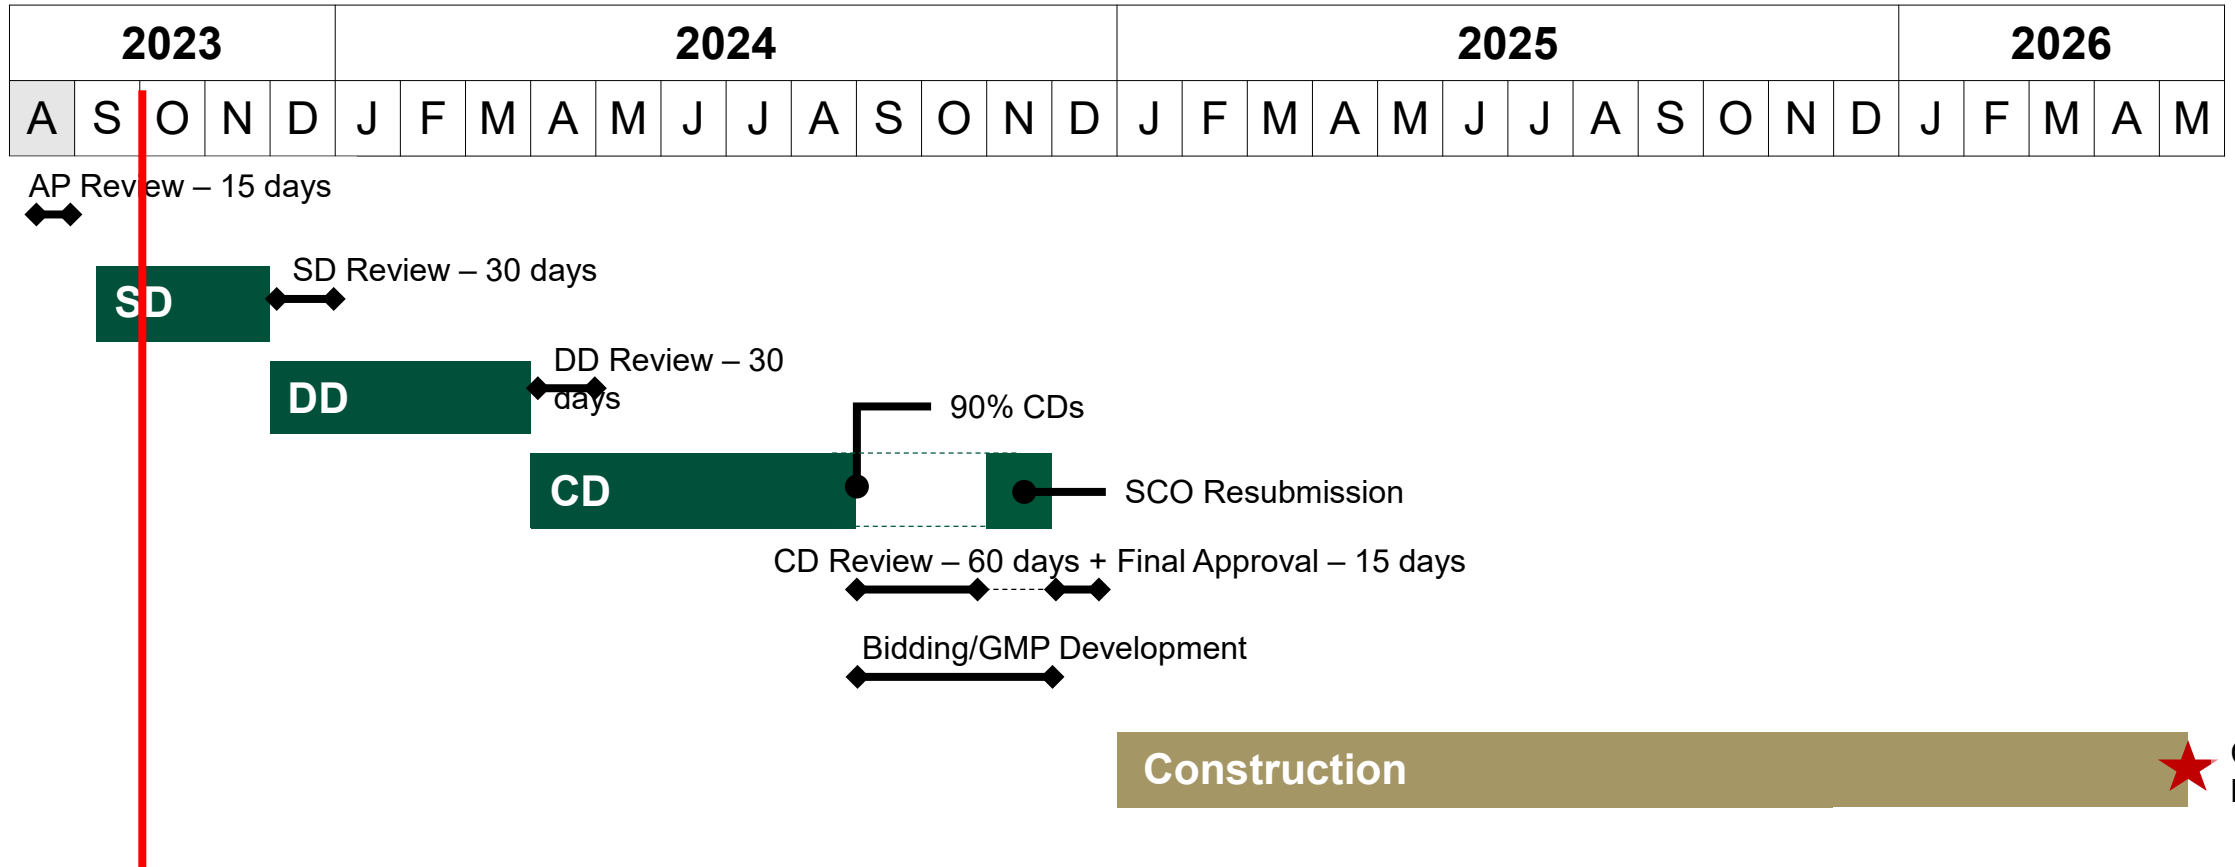 2023 2024 2025 2026
A S O N D J F M A M J J A S O N D J F M A M J J A S O N D J F M A M
AP Review – 15 days
SD Review – 30 days
SD
DD Review – 30
days
DD
90% CDs
CD
SCO Resubmission
CD Review – 60 days + Final Approval – 15 days
Bidding/GMP Development
Construction